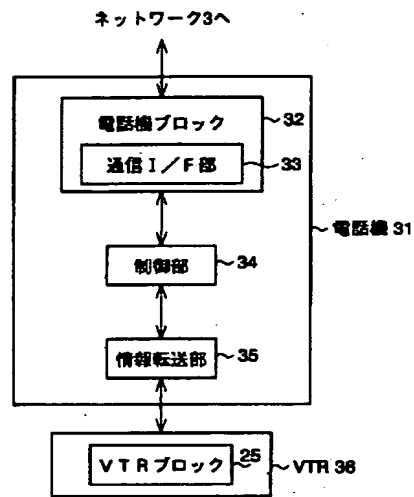 ネットワーク3へ
電話機ブロック
32
通信I/F部
33
電話機 31
制御部
34
情報転送部
35
VTRブロック
25
VTR 36